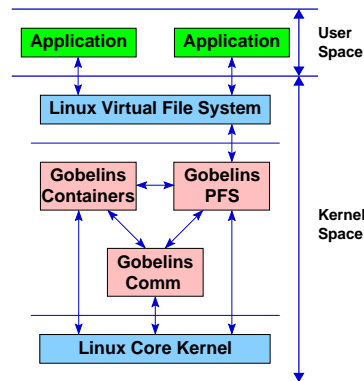 Application
Application
User
Space
Linux Virtual File System
Gobelins
Containers
Gobelins
PFS
Kernel
Space
Gobelins
Comm
Linux Core Kernel